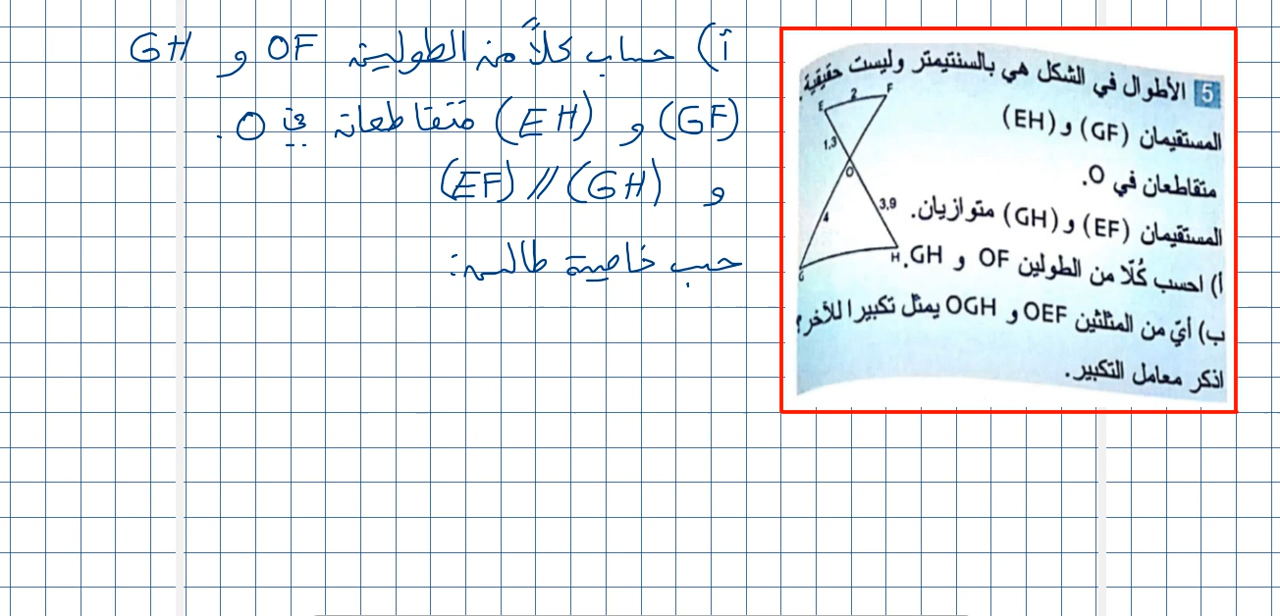 أ) حساب كلاًّ من الطولين OF و GH
(GF) و (EH) متقاطعان في O.
و (EF) // (GH)
حسب خاصية طالس:
5 الأطوال في الشكل هي بالسنتيمتر وليست حقيقية.
المستقيمان (GF) و (EH)
متقاطعان في O.
المستقيمان (EF) و (GH) متوازيان.
أ) احسب كُلّا من الطولين OF و GH.
ب) أيّ من المثلثين OEF و OGH يمثل تكبيرا للآخر؟
اذكر معامل التكبير.
E 2 F
1,3
O
4 3,9
G H